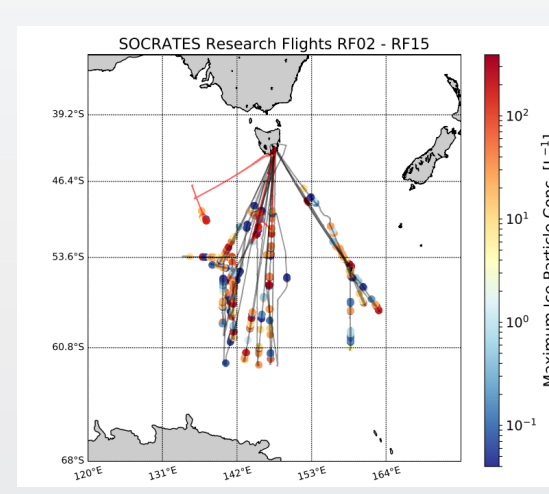 SOCRATES Research Flights RF02 - RF15
39.2°S
46.4°S
53.6°S
60.8°S
68°S
120°E
131°E
142°E
153°E
164°E
10²
10¹
10⁰
10⁻¹
Maximum Ice Particle Conc. [L⁻¹]